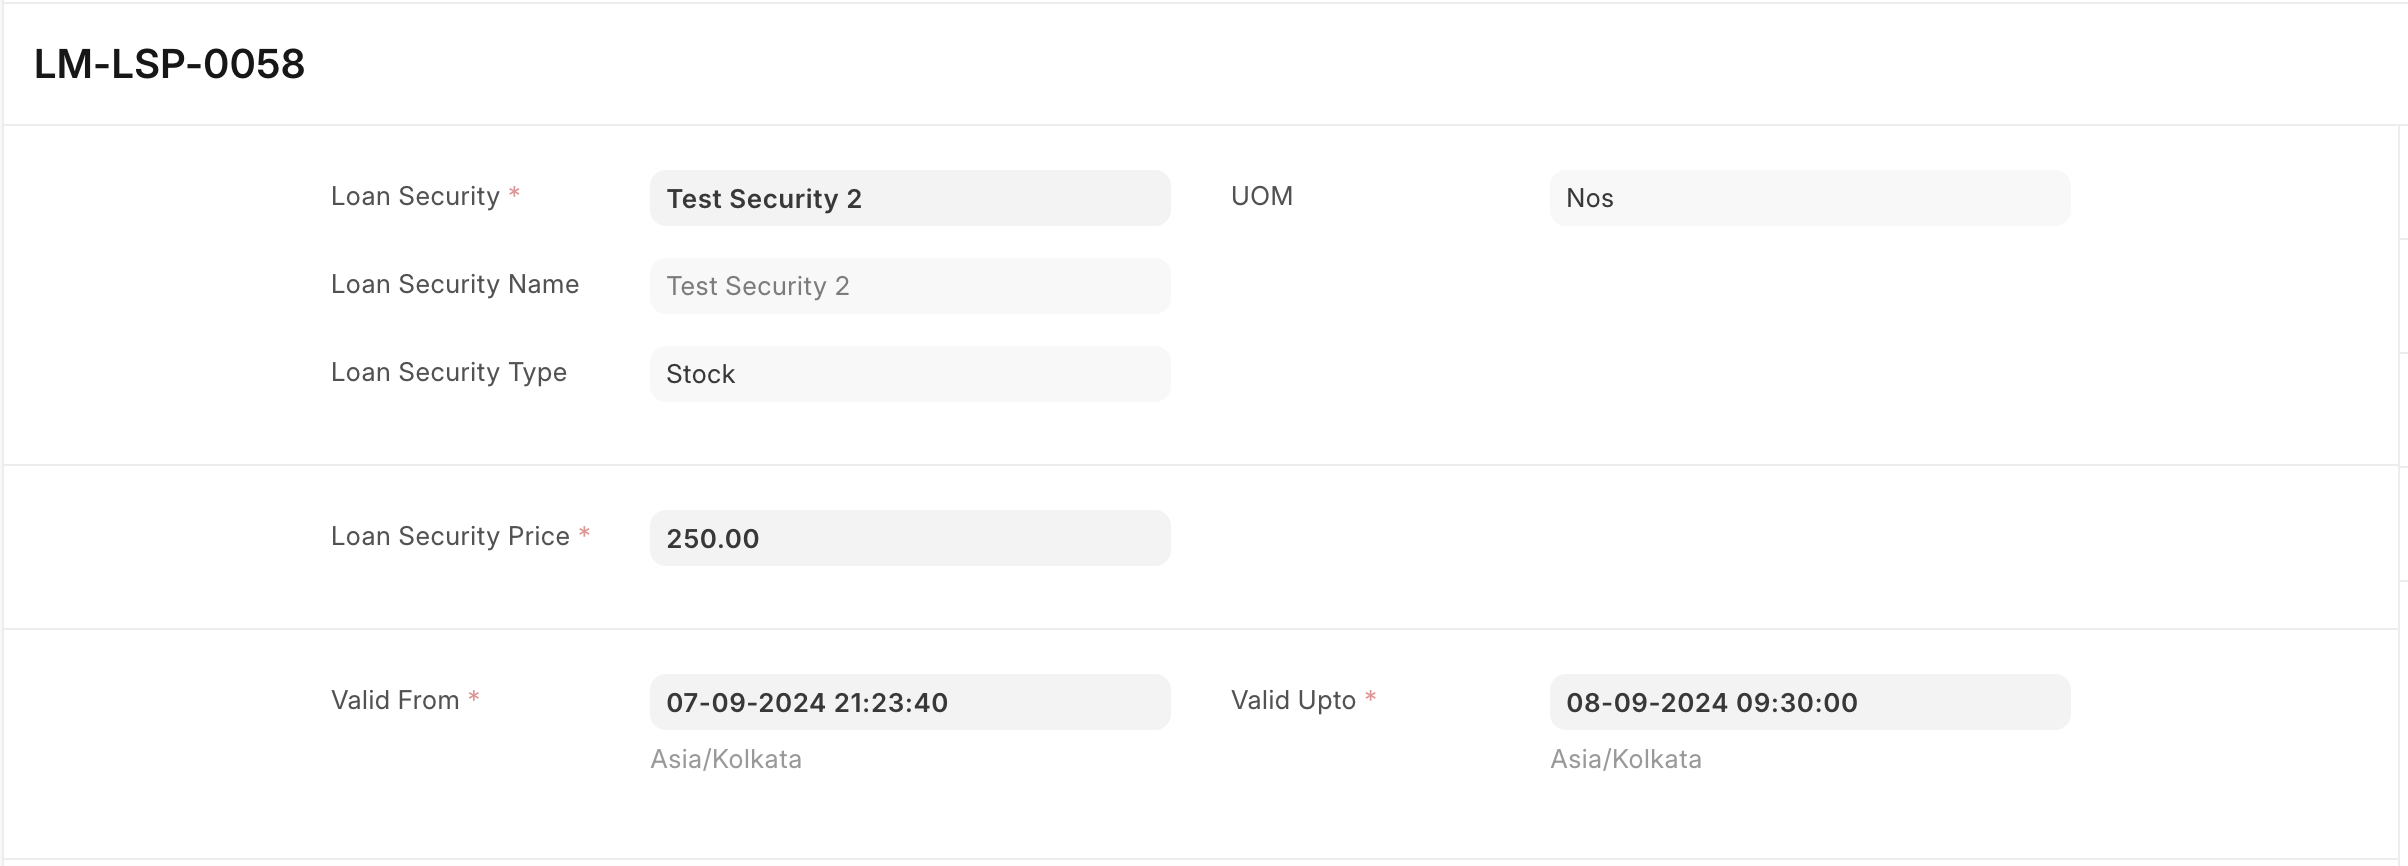 LM-LSP-0058
Loan Security * Test Security 2 UOM Nos
Loan Security Name Test Security 2
Loan Security Type Stock
Loan Security Price * 250.00
Valid From * 07-09-2024 21:23:40 Valid Upto * 08-09-2024 09:30:00
Asia/Kolkata Asia/Kolkata